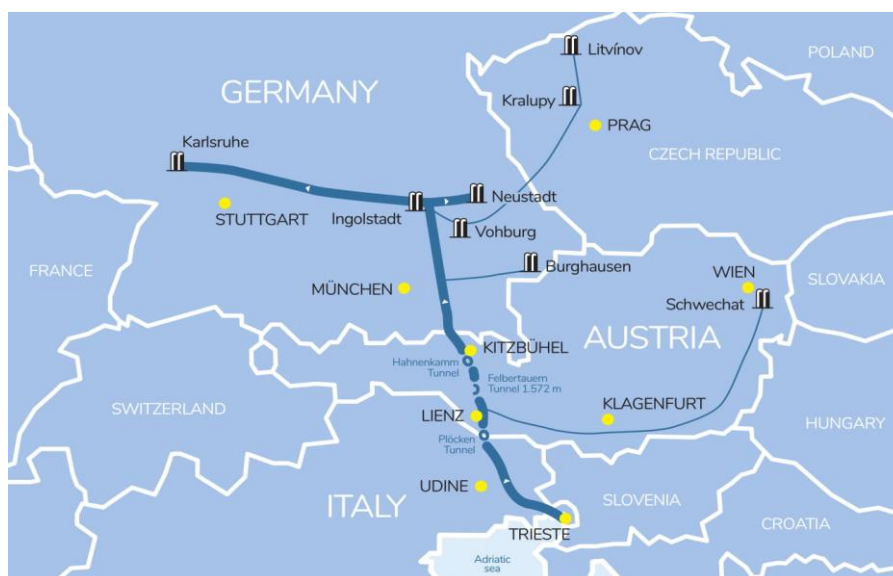 Litvínov
POLAND
GERMANY
Kralupy
PRAG
Karlsruhe
CZECH REPUBLIC
Neustadt
STUTTGART
Ingolstadt
Vohburg
FRANCE
Burghausen
WIEN
SLOVAKIA
MÜNCHEN
Schwechat
AUSTRIA
KITZBÜHEL
Hahnenkamm
Tunnel
Felbertauern
Tunnel 1.572 m
SWITZERLAND
LIENZ
KLAGENFURT
HUNGARY
Plöcken
Tunnel
UDINE
SLOVENIA
ITALY
TRIESTE
CROATIA
Adriatic
sea